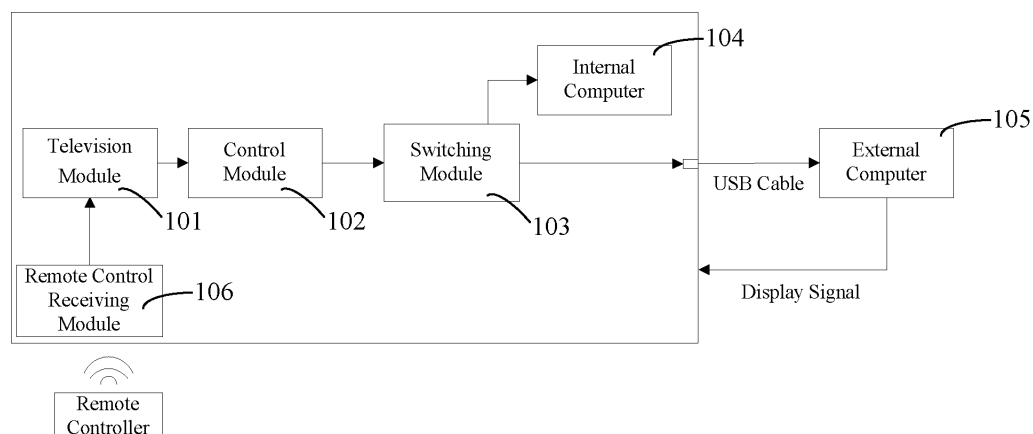 104
Internal
Computer
105
Television
Module
101
Control
Module
102
Switching
Module
103
USB Cable
External
Computer
Remote Control
Receiving
Module
106
Display Signal
Remote
Controller